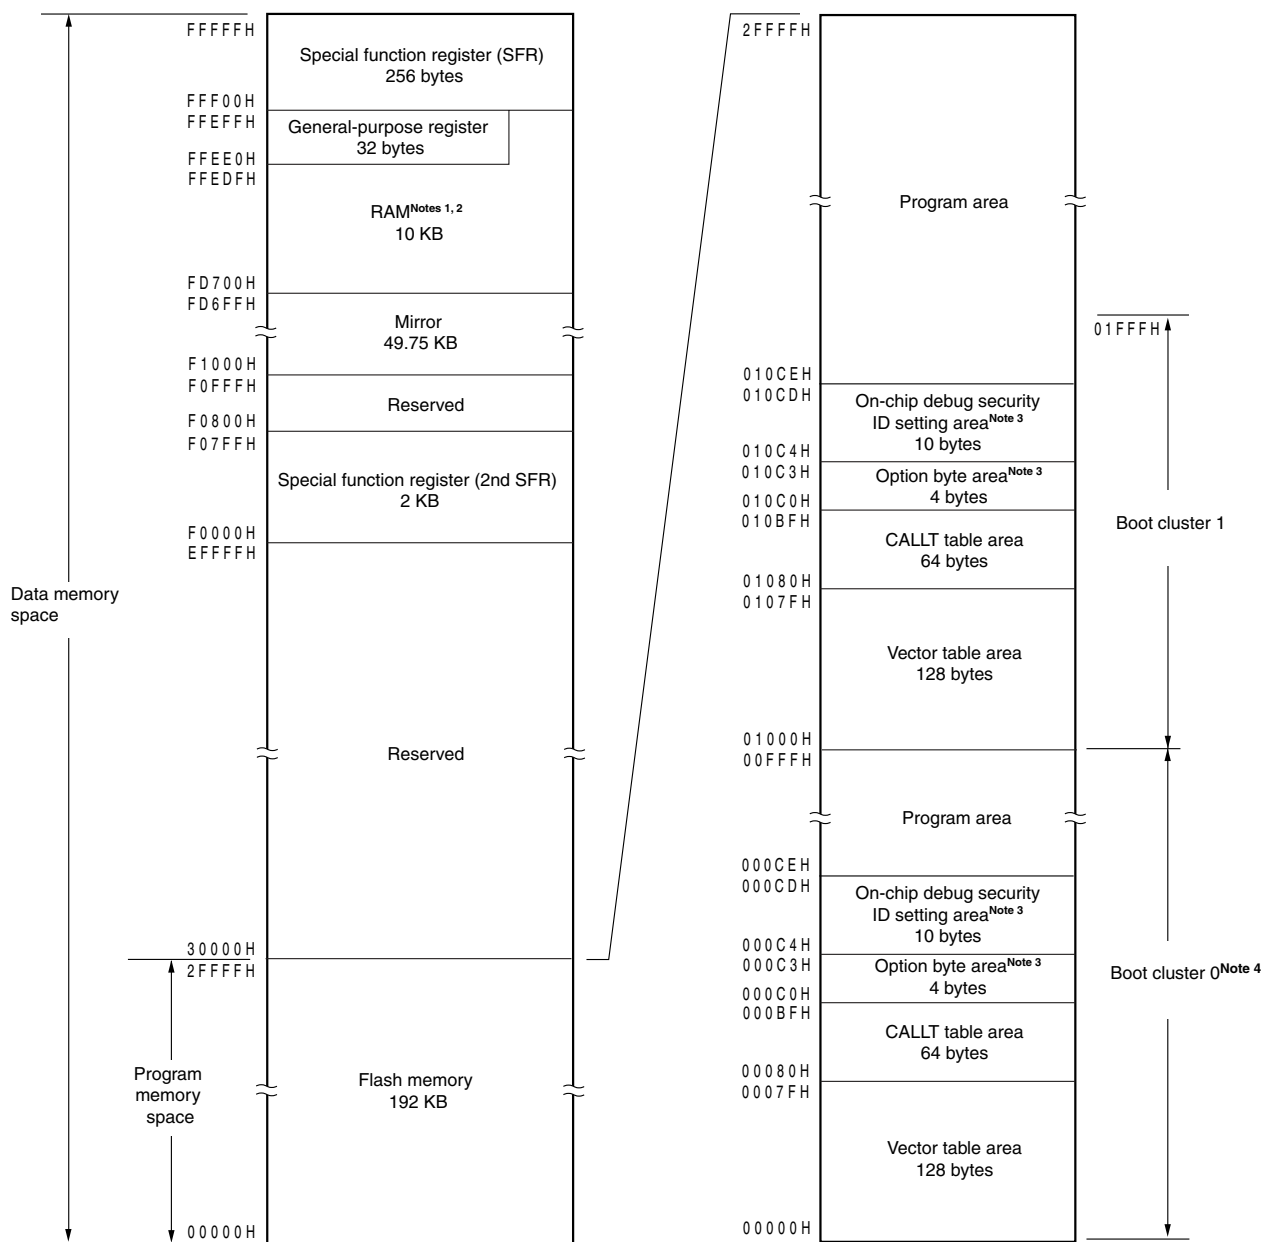 FFFFFH
Special function register (SFR)
256 bytes
FFF00H
FFEFFH
General-purpose register
32 bytes
FFEE0H
FFEDFH
RAMNotes 1, 2
10 KB
FD700H
FD6FFH
Mirror
49.75 KB
F1000H
F0FFFH
Reserved
F0800H
F07FFH
Special function register (2nd SFR)
2 KB
F0000H
EFFFFH
Data memory
space
Reserved
30000H
2FFFFH
Program
memory
space
Flash memory
192 KB
00000H
2FFFFH
Program area
01FFFH
010CEH
010CDH
On-chip debug security
ID setting areaNote 3
10 bytes
010C4H
010C3H
Option byte areaNote 3
4 bytes
010C0H
010BFH
CALLT table area
64 bytes
Boot cluster 1
01080H
0107FH
Vector table area
128 bytes
01000H
00FFFH
Program area
000CEH
000CDH
On-chip debug security
ID setting areaNote 3
10 bytes
000C4H
000C3H
Option byte areaNote 3
4 bytes
Boot cluster 0Note 4
000C0H
000BFH
CALLT table area
64 bytes
00080H
0007FH
Vector table area
128 bytes
00000H